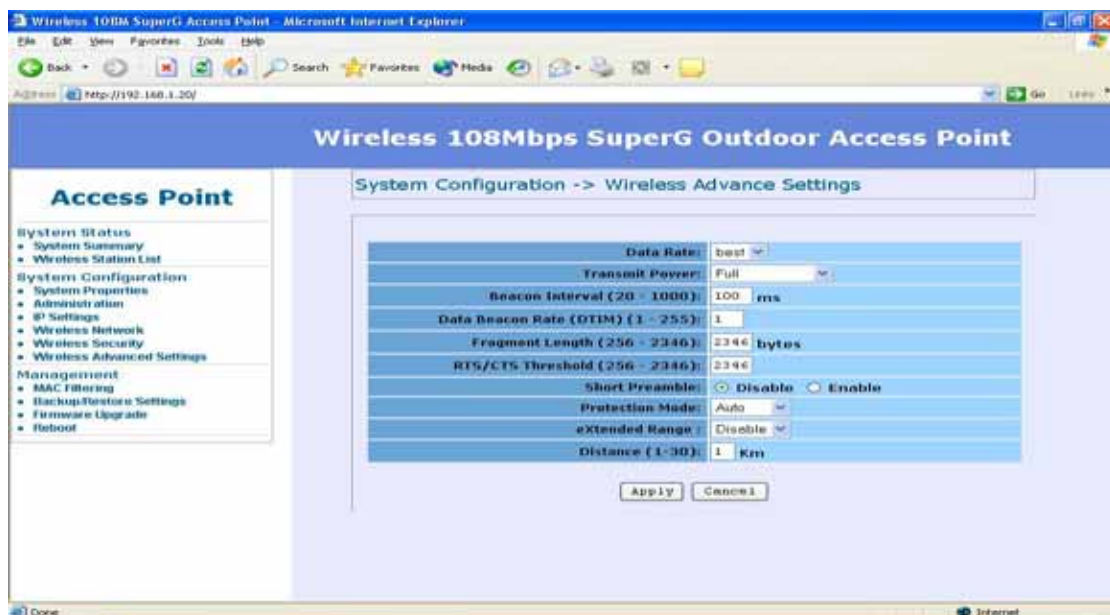 Wireless 108M SuperG Access Point - Microsoft Internet Explorer
File Edit View Favorites Tools Help
Back Search Favorites Media
Address http://192.168.1.20/ Go Links
Wireless 108Mbps SuperG Outdoor Access Point
Access Point
System Status
System Summary
Wireless Station List
System Configuration
System Properties
Administration
IP Settings
Wireless Network
Wireless Security
Wireless Advanced Settings
Management
MAC Filtering
Backup/Restore Settings
Firmware Upgrade
Reboot
System Configuration -> Wireless Advance Settings
Data Rate: best
Transmit Power: Full
Beacon Interval (20 - 1000): 100 ms
Data Beacon Rate (DTIM) (1 - 255): 1
Fragment Length (256 - 2346): 2346 bytes
RTS/CTS Threshold (256 - 2346): 2346
Short Preamble: Disable Enable
Protection Mode: Auto
eXtended Range : Disable
Distance (1-30): 1 Km
Apply Cancel
Done Internet